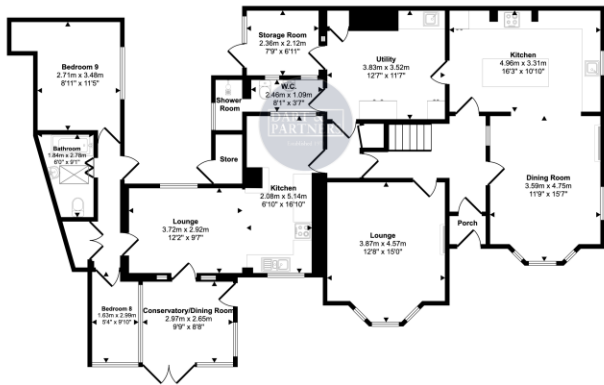 Storage Room
2.36m x 2.12m
7'9" x 6'11"
Utility
3.83m x 3.52m
12'7" x 11'7"
Kitchen
4.96m x 3.31m
16'3" x 10'10"
Bedroom 9
2.71m x 3.48m
8'11" x 11'5"
W.C.
2.46m x 1.09m
8'1" x 3'7"
Shower
Room
PARTNER
Bathroom
1.84m x 2.78m
6'0" x 9'1"
Store
Kitchen
2.08m x 5.14m
6'10" x 16'10"
Dining Room
3.59m x 4.75m
11'9" x 15'7"
Lounge
3.72m x 2.92m
12'2" x 9'7"
Lounge
3.87m x 4.57m
12'8" x 15'0"
Porch
Bedroom 8
1.63m x 2.99m
5'4" x 9'10"
Conservatory/Dining Room
2.97m x 2.65m
9'9" x 8'8"